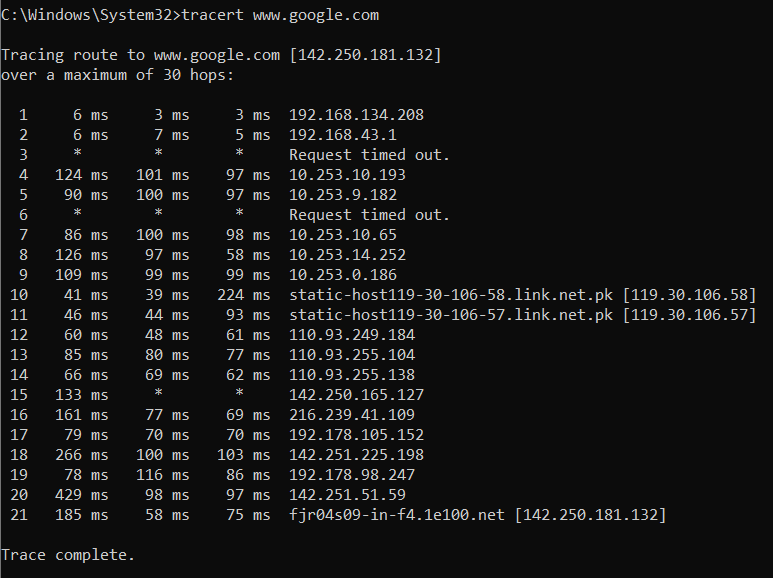 C:\Windows\System32>tracert www.google.com
Tracing route to www.google.com [142.250.181.132]
over a maximum of 30 hops:
1 6 ms 3 ms 3 ms 192.168.134.208
2 6 ms 7 ms 5 ms 192.168.43.1
3 * * * Request timed out.
4 124 ms 101 ms 97 ms 10.253.10.193
5 90 ms 100 ms 97 ms 10.253.9.182
6 * * * Request timed out.
7 86 ms 100 ms 98 ms 10.253.10.65
8 126 ms 97 ms 58 ms 10.253.14.252
9 109 ms 99 ms 99 ms 10.253.0.186
10 41 ms 39 ms 224 ms static-host119-30-106-58.link.net.pk [119.30.106.58]
11 46 ms 44 ms 93 ms static-host119-30-106-57.link.net.pk [119.30.106.57]
12 60 ms 48 ms 61 ms 110.93.249.184
13 85 ms 80 ms 77 ms 110.93.255.104
14 66 ms 69 ms 62 ms 110.93.255.138
15 133 ms * * 142.250.165.127
16 161 ms 77 ms 69 ms 216.239.41.109
17 79 ms 70 ms 70 ms 192.178.105.152
18 266 ms 100 ms 103 ms 142.251.225.198
19 78 ms 116 ms 86 ms 192.178.98.247
20 429 ms 98 ms 97 ms 142.251.51.59
21 185 ms 58 ms 75 ms fjr04s09-in-f4.1e100.net [142.250.181.132]
Trace complete.